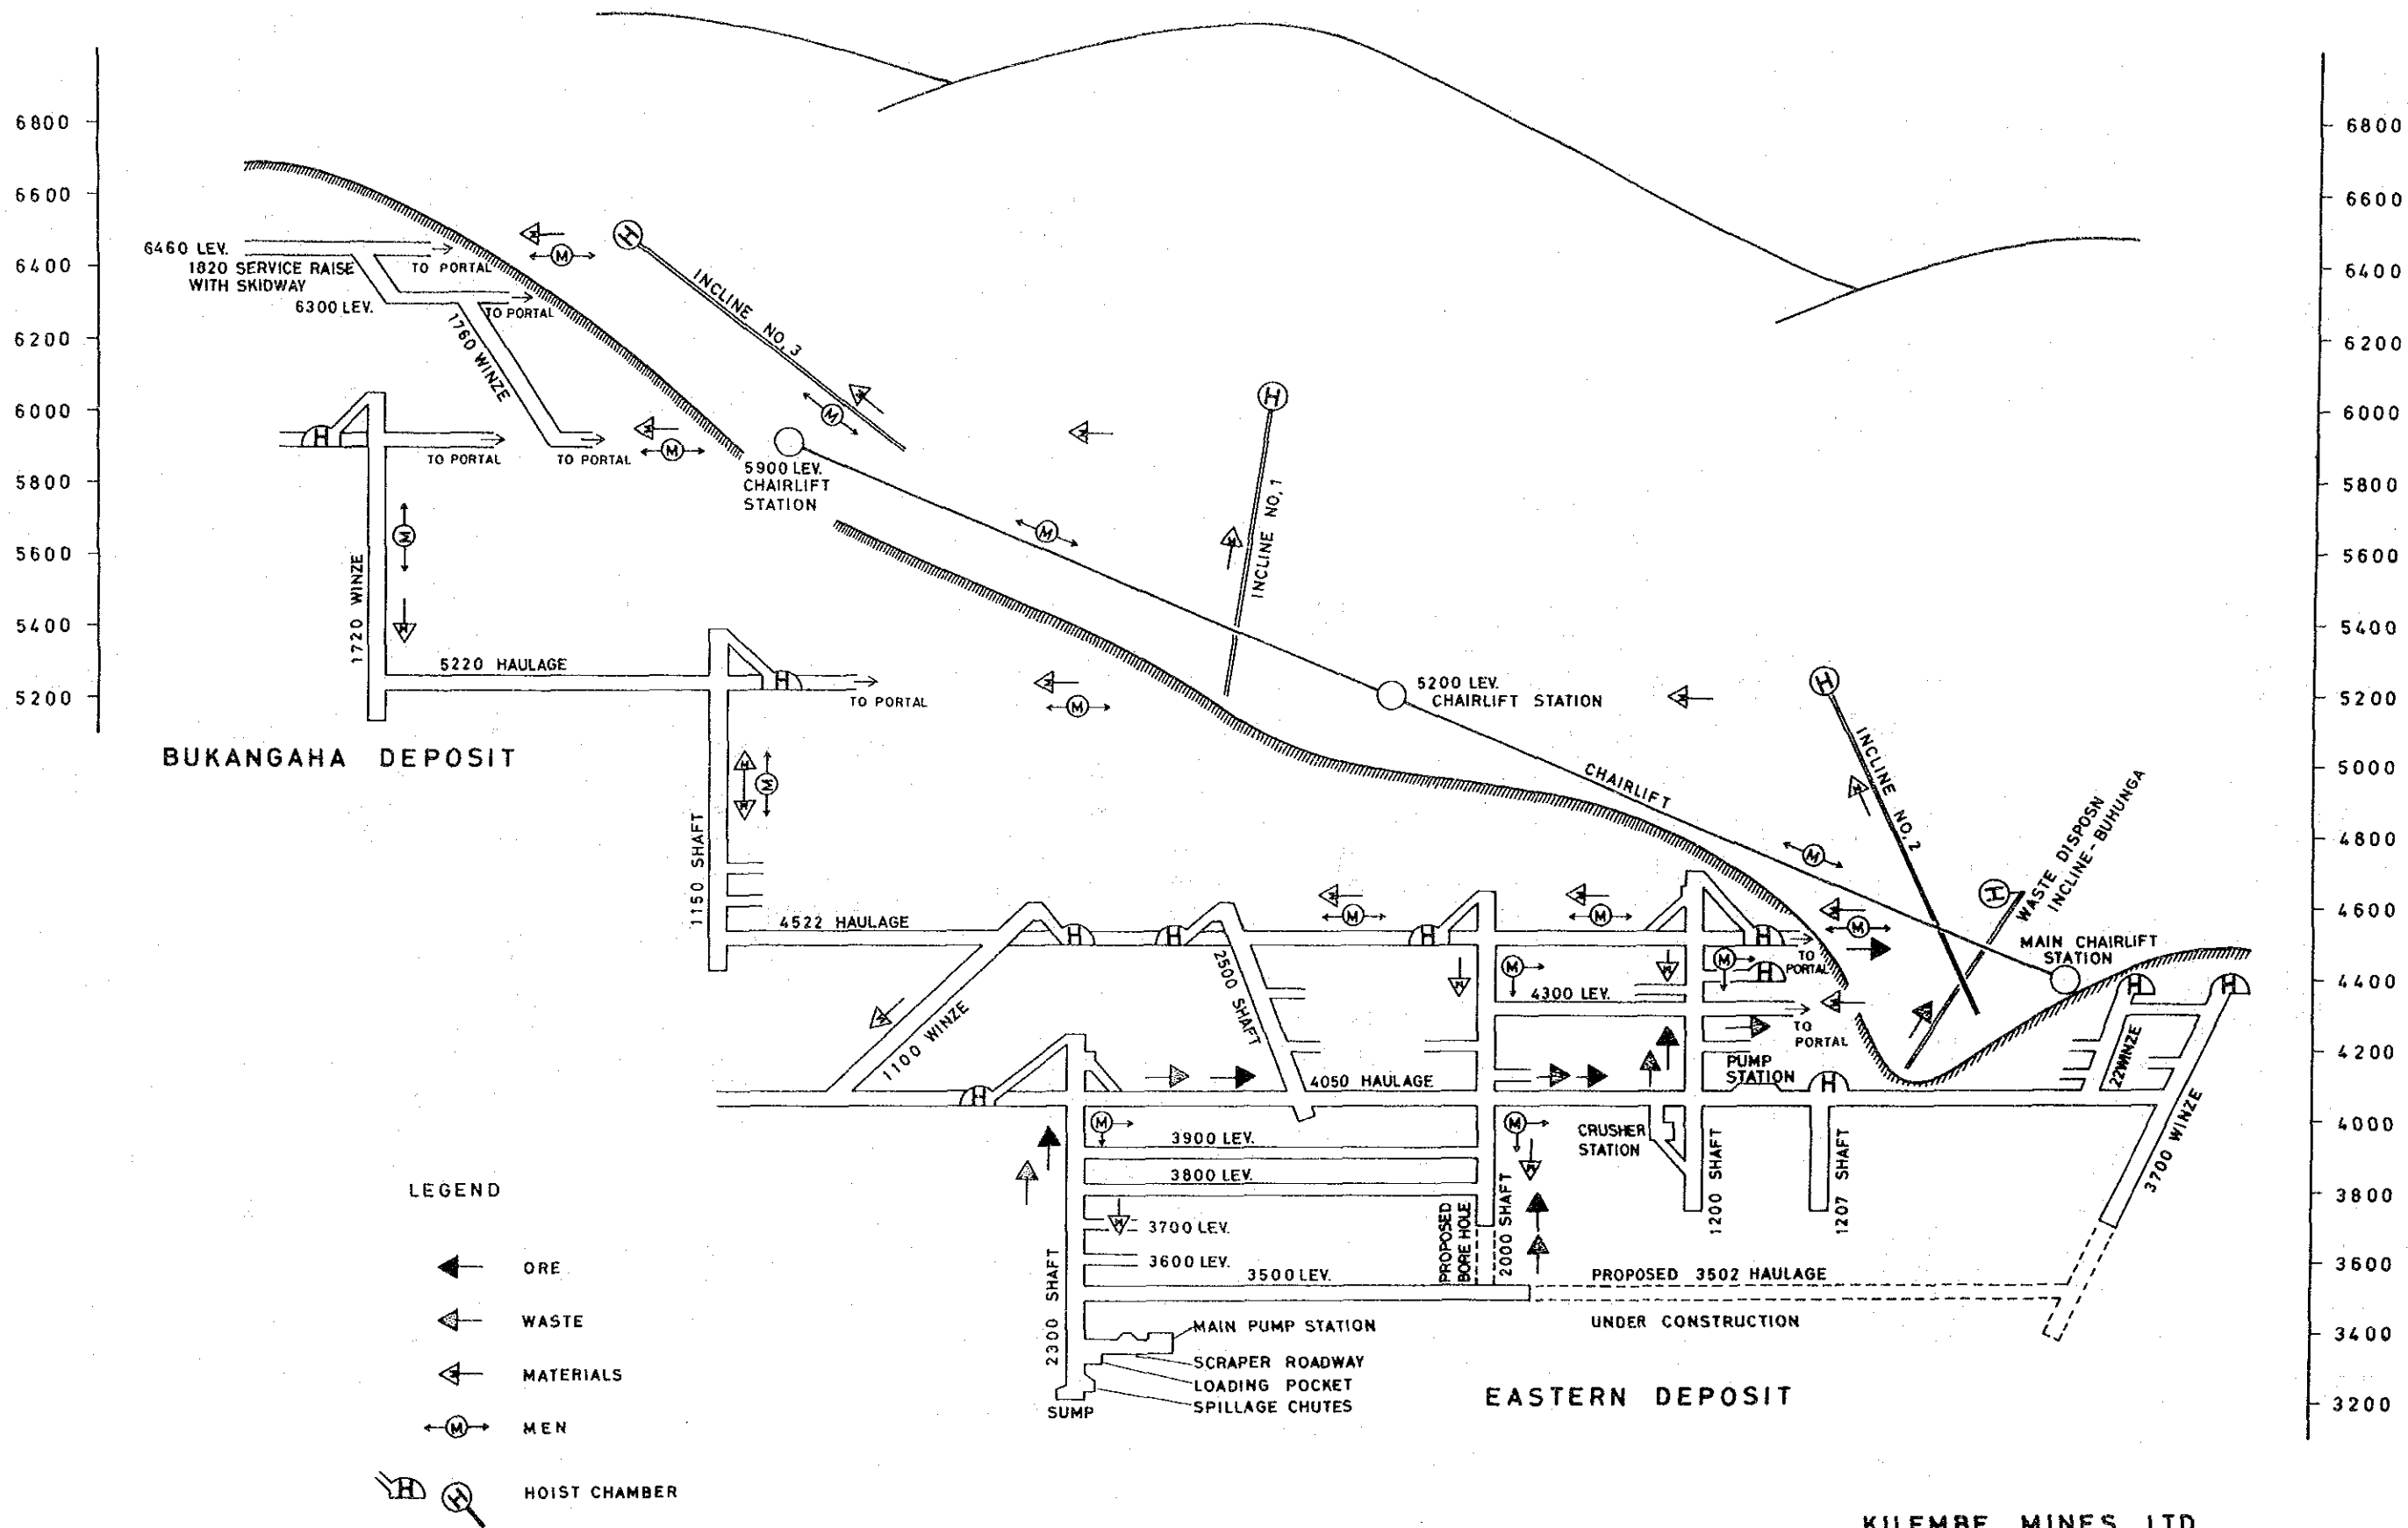 6800
6600
6400
6200
6000
5800
5600
5400
5200
6460 LEV.
1820 SERVICE RAISE
WITH SKIDWAY
TO PORTAL
6300 LEV.
TO PORTAL
1760 WINZE
H
TO PORTAL
TO PORTAL
M
M
H
INCLINE NO, 3
M
M
M
M
5900 LEV.
CHAIRLIFT
STATION
1720 WINZE
M
M
5220 HAULAGE
H
TO PORTAL
BUKANGAHA DEPOSIT
M
M
H
INCLINE NO, 1
M
M
M
M
5200 LEV.
CHAIRLIFT STATION
M
H
INCLINE NO, 2
M
CHAIRLIFT
M
H
WASTE DISPOSN
INCLINE - BUHUNGA
MAIN CHAIRLIFT
STATION
1150 SHAFT
M
M
M
4522 HAULAGE
H
H
H
H
M
M
M
M
M
M
TO
PORTAL
1100 WINZE
M
2500 SHAFT
M
M
M
M
H
4300 LEV.
M
TO
PORTAL
H
4050 HAULAGE
PUMP
STATION
H
H
H
22 WINZE
3700 WINZE
M
3900 LEV.
3800 LEV.
M
3700 LEV.
3600 LEV.
3500 LEV.
2300 SHAFT
M
M
PROPOSED
BORE HOLE
2000 SHAFT
CRUSHER
STATION
1200 SHAFT
1207 SHAFT
PROPOSED 3502 HAULAGE
UNDER CONSTRUCTION
MAIN PUMP STATION
SCRAPER ROADWAY
LOADING POCKET
SPILLAGE CHUTES
SUMP
EASTERN DEPOSIT
6800
6600
6400
6200
6000
5800
5600
5400
5200
5000
4800
4600
4400
4200
4000
3800
3600
3400
3200
LEGEND
ORE
WASTE
MATERIALS
M MEN
H H HOIST CHAMBER
KILEMBE MINES LTD